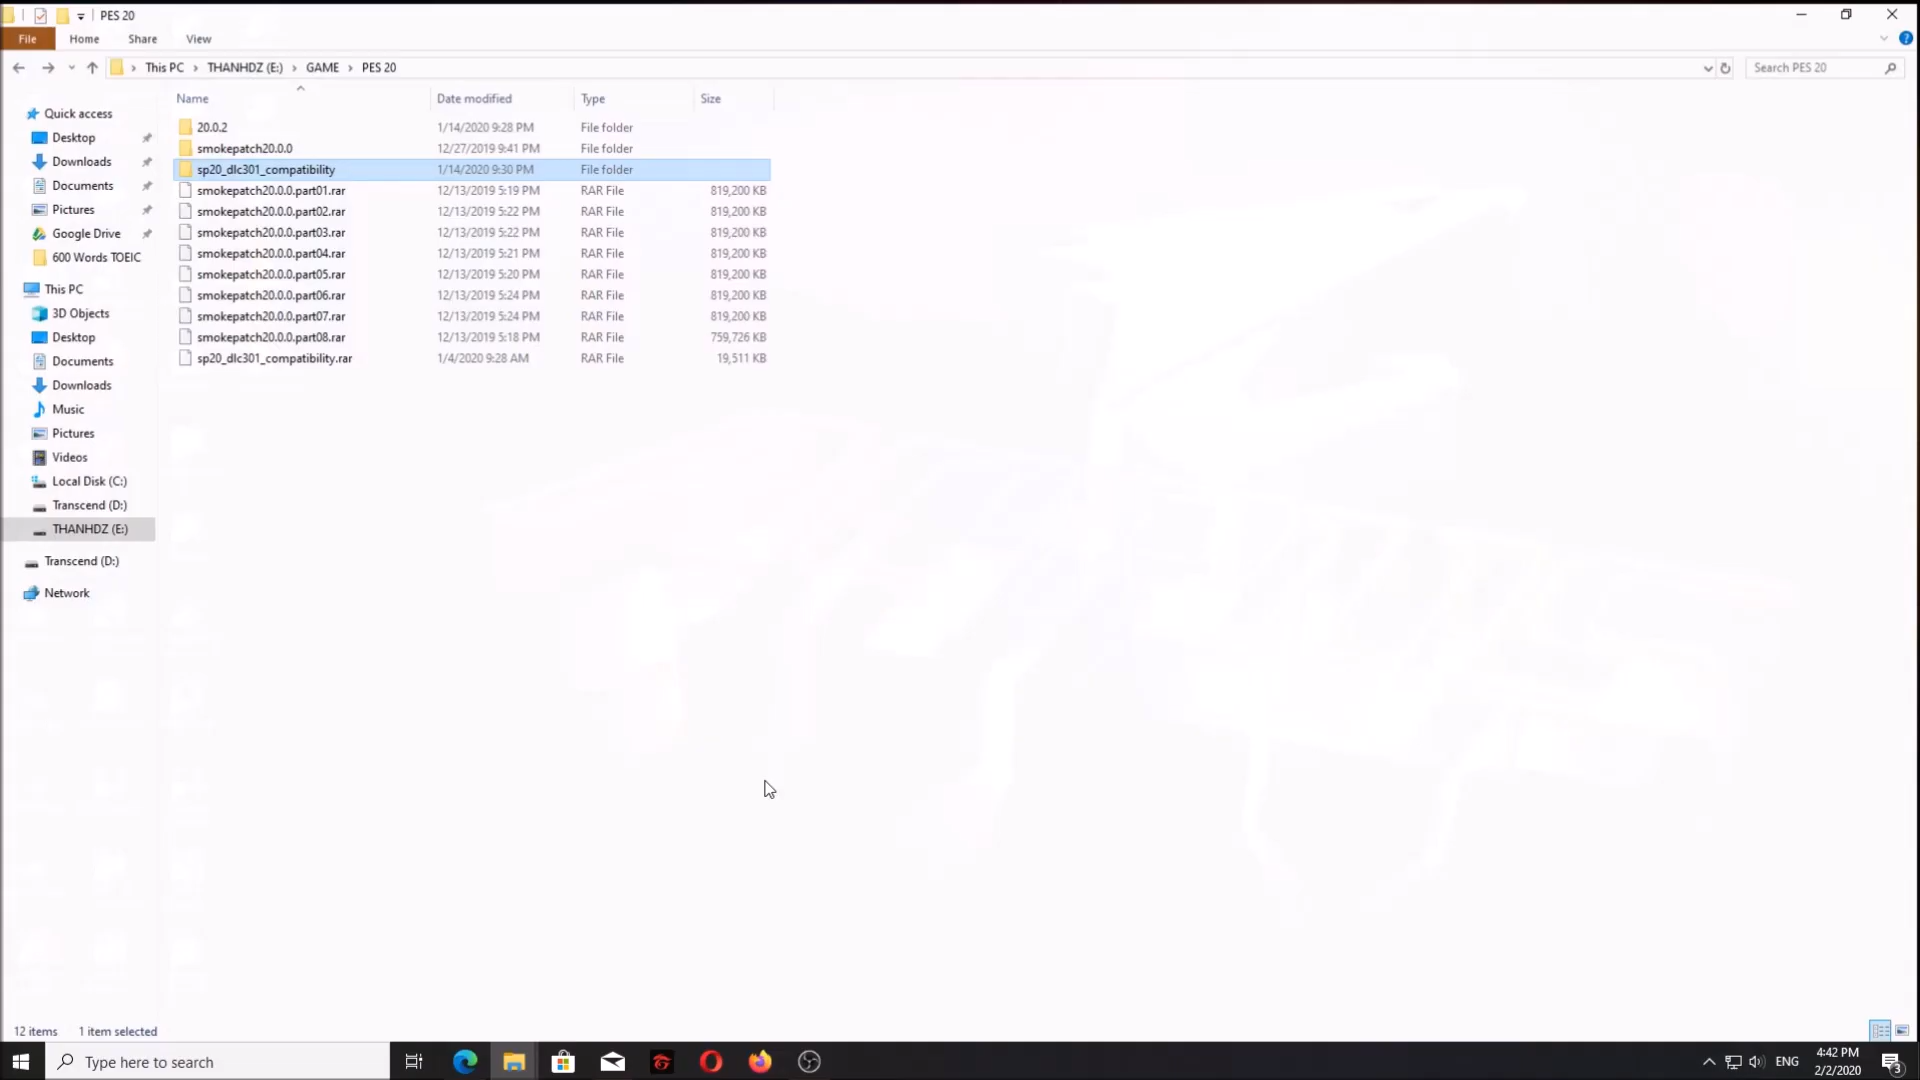 PES 20
File Home Share View
This PC THANHDZ (E:) GAME PES 20 Search PES 20
Name Date modified Type Size
Quick access
Desktop
Downloads
Documents
Pictures
Google Drive
600 Words TOEIC
This PC
3D Objects
Desktop
Documents
Downloads
Music
Pictures
Videos
Local Disk (C:)
Transcend (D:)
THANHDZ (E:)
Transcend (D:)
Network
20.0.2 1/14/2020 9:28 PM File folder
smokepatch20.0.0 12/27/2019 9:41 PM File folder
sp20_dlc301_compatibility 1/14/2020 9:30 PM File folder
smokepatch20.0.0.part01.rar 12/13/2019 5:19 PM RAR File 819,200 KB
smokepatch20.0.0.part02.rar 12/13/2019 5:22 PM RAR File 819,200 KB
smokepatch20.0.0.part03.rar 12/13/2019 5:22 PM RAR File 819,200 KB
smokepatch20.0.0.part04.rar 12/13/2019 5:21 PM RAR File 819,200 KB
smokepatch20.0.0.part05.rar 12/13/2019 5:20 PM RAR File 819,200 KB
smokepatch20.0.0.part06.rar 12/13/2019 5:24 PM RAR File 819,200 KB
smokepatch20.0.0.part07.rar 12/13/2019 5:24 PM RAR File 819,200 KB
smokepatch20.0.0.part08.rar 12/13/2019 5:18 PM RAR File 759,726 KB
sp20_dlc301_compatibility.rar 1/4/2020 9:28 AM RAR File 19,511 KB
12 items 1 item selected
Type here to search
ENG
4:42 PM
2/2/2020
3